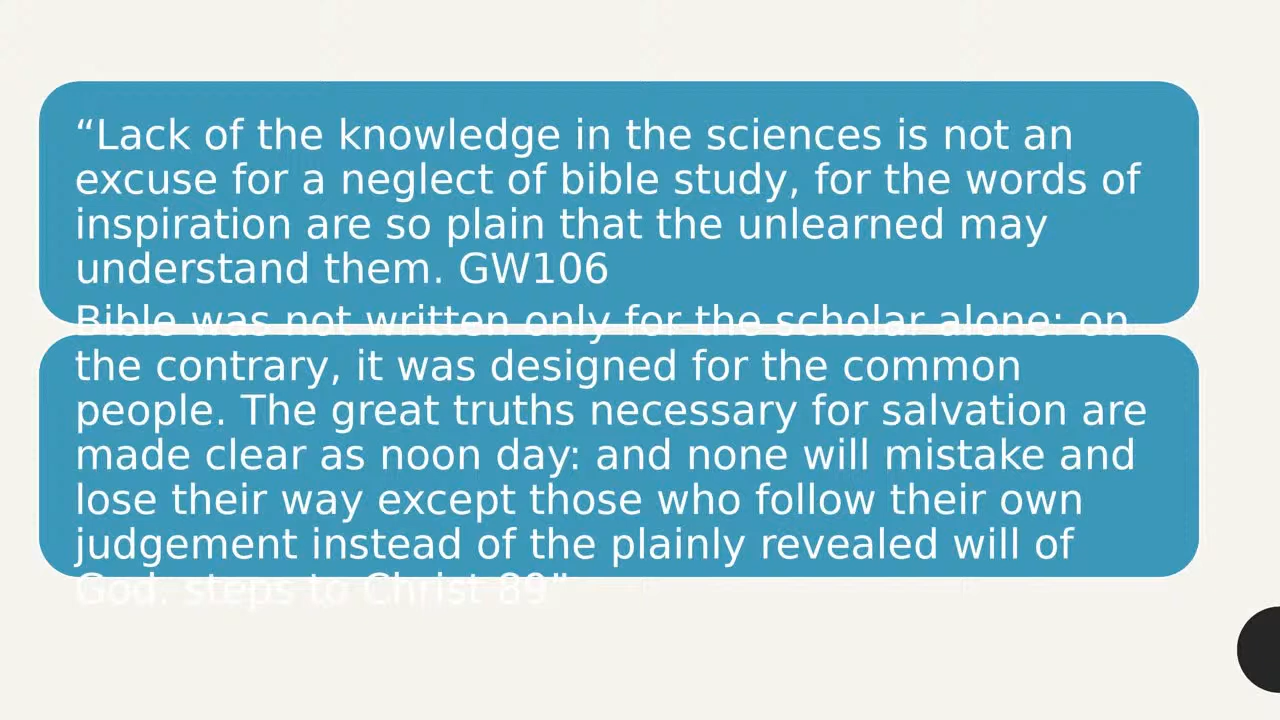 “Lack of the knowledge in the sciences is not an
excuse for a neglect of bible study, for the words of
inspiration are so plain that the unlearned may
understand them. GW106
Bible was not written only for the scholar alone: on
the contrary, it was designed for the common
people. The great truths necessary for salvation are
made clear as noon day: and none will mistake and
lose their way except those who follow their own
judgement instead of the plainly revealed will of
God. steps to Christ 89”